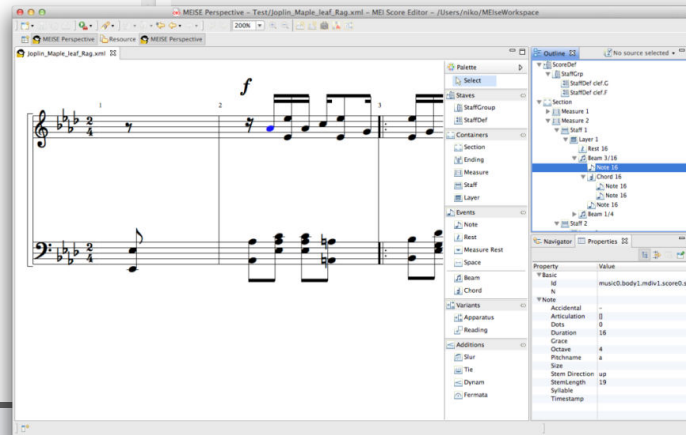 MEISE Perspective – Test/Joplin_Maple_leaf_Rag.xml – MEI Score Editor – /Users/niko/MEIseWorkspace
200%
MEISE Perspective Resource MEISE Perspective
Joplin_Maple_leaf_Rag.xml
f
1 2 3
2
4
2
4
Palette
Select
Staves
StaffGroup
StaffDef
Containers
Section
Ending
Measure
Staff
Layer
Events
Note
Rest
Measure Rest
Space
Beam
Chord
Variants
Apparatus
Reading
Additions
Slur
Tie
Dynam
Fermata
Outline No source selected
ScoreDef
StaffGrp
StaffDef clef.G
StaffDef clef.F
Section
Measure 1
Measure 2
Staff 1
Layer 1
Rest 16
Beam 3/16
Note 16
Chord 16
Note 16
Note 16
Note 16
Beam 1/4
Staff 2
Navigator Properties
Property Value
Basic
Id music0.body1.mdiv1.score0.s
N
Note
Accidental –
Articulation []
Dots 0
Duration 16
Grace
Octave 4
Pitchname a
Size
Stem Direction up
StemLength 19
Syllable
Timestamp